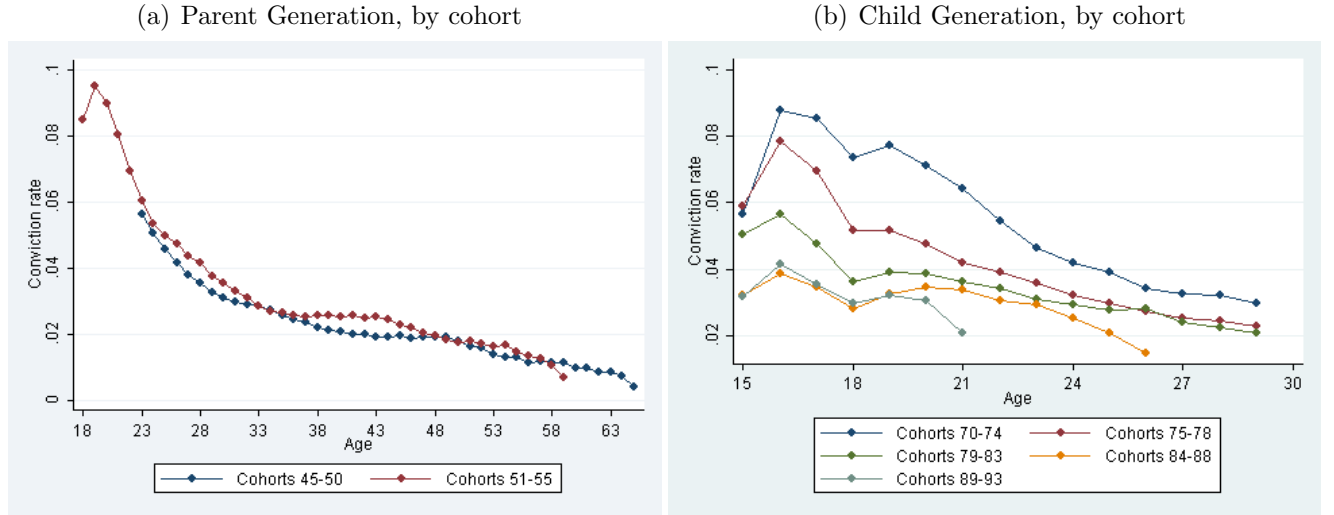 (a) Parent Generation, by cohort
Conviction rate
.1
.08
.06
.04
.02
0
18 23 28 33 38 43 48 53 58 63
Age
Cohorts 45-50 Cohorts 51-55
(b) Child Generation, by cohort
Conviction rate
.1
.08
.06
.04
.02
15 18 21 24 27 30
Age
Cohorts 70-74 Cohorts 75-78
Cohorts 79-83 Cohorts 84-88
Cohorts 89-93